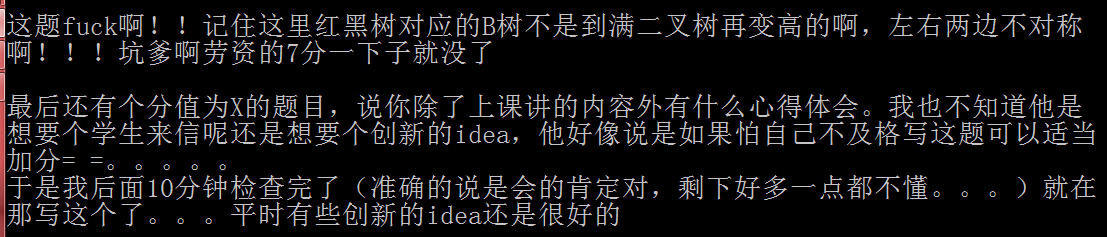 这题fuck啊！！记住这里红黑树对应的B树不是到满二叉树再变高的啊，左右两边不对称
啊！！！坑爹啊劳资的7分一下子就没了
最后还有个分值为X的题目，说你除了上课讲的内容外有什么心得体会。我也不知道他是
想要个学生来信呢还是想要个创新的idea，他好像说是如果怕自己不及格写这题可以适当
加分= =。。。。。
于是我后面10分钟检查完了（准确的说是会的肯定对，剩下好多一点都不懂。。。）就在
那写这个了。。。平时有些创新的idea还是很好的